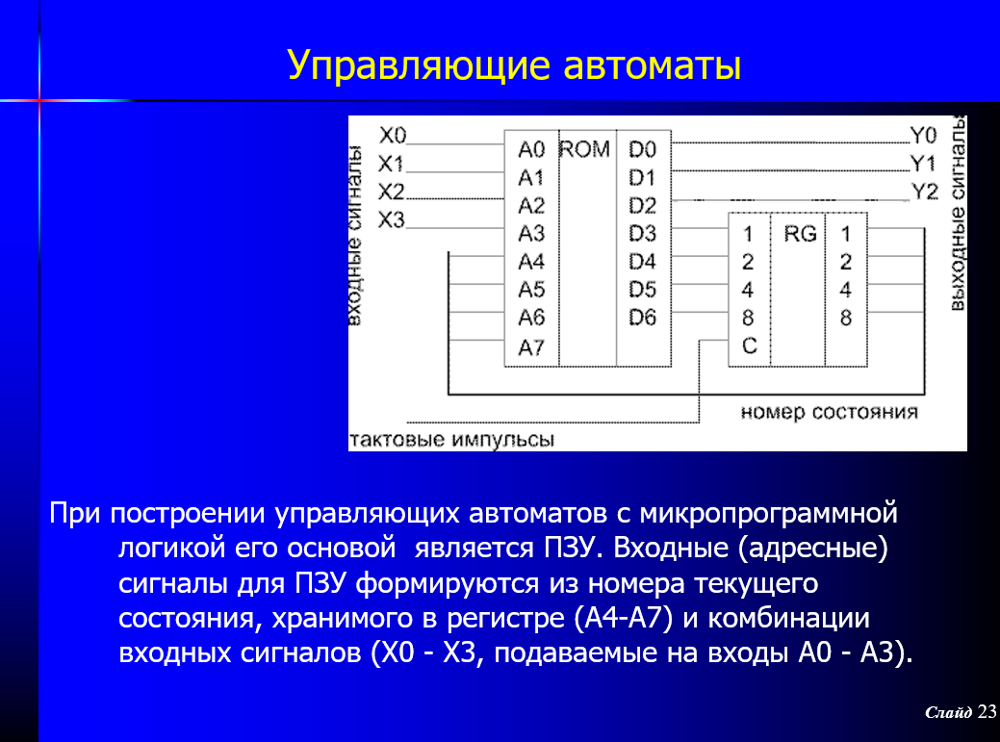 Управляющие автоматы
входные сигналы
X0
X1
X2
X3
A0 ROM D0
A1 D1
A2 D2
A3 D3
A4 D4
A5 D5
A6 D6
A7
1 RG 1
2 2
4 4
8 8
C
Y0
Y1
Y2
выходные сигналы
номер состояния
тактовые импульсы
При построении управляющих автоматов с микропрограммной
логикой его основой является ПЗУ. Входные (адресные)
сигналы для ПЗУ формируются из номера текущего
состояния, хранимого в регистре (А4-А7) и комбинации
входных сигналов (X0 - X3, подаваемые на входы А0 - А3).
Слайд 23